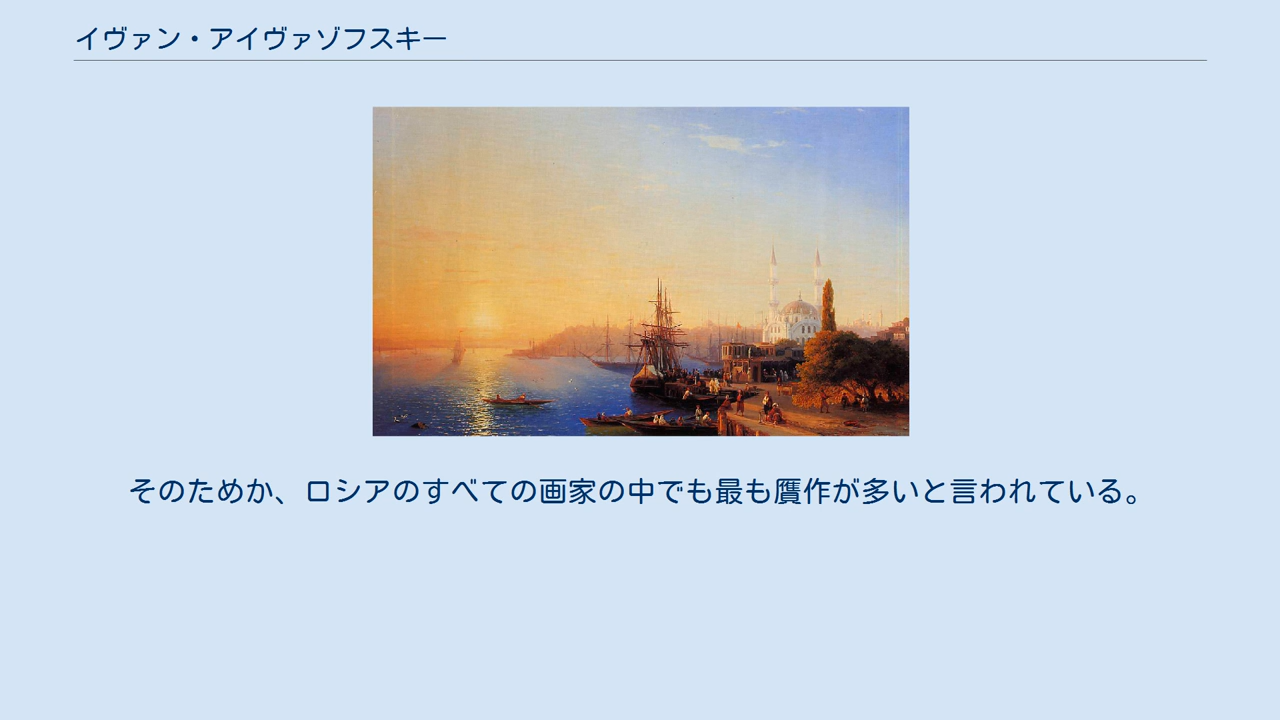 イヴァン・アイヴァゾフスキー
そのためか、ロシアのすべての画家の中でも最も贋作が多いと言われている。